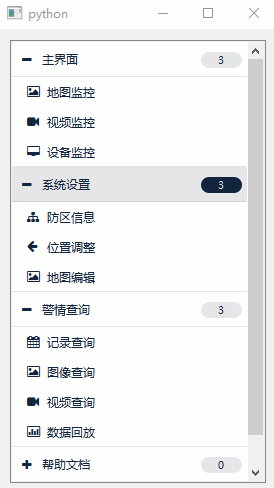 python
主界面 3
地图监控
视频监控
设备监控
系统设置 3
防区信息
位置调整
地图编辑
警情查询 3
记录查询
图像查询
视频查询
数据回放
帮助文档 0